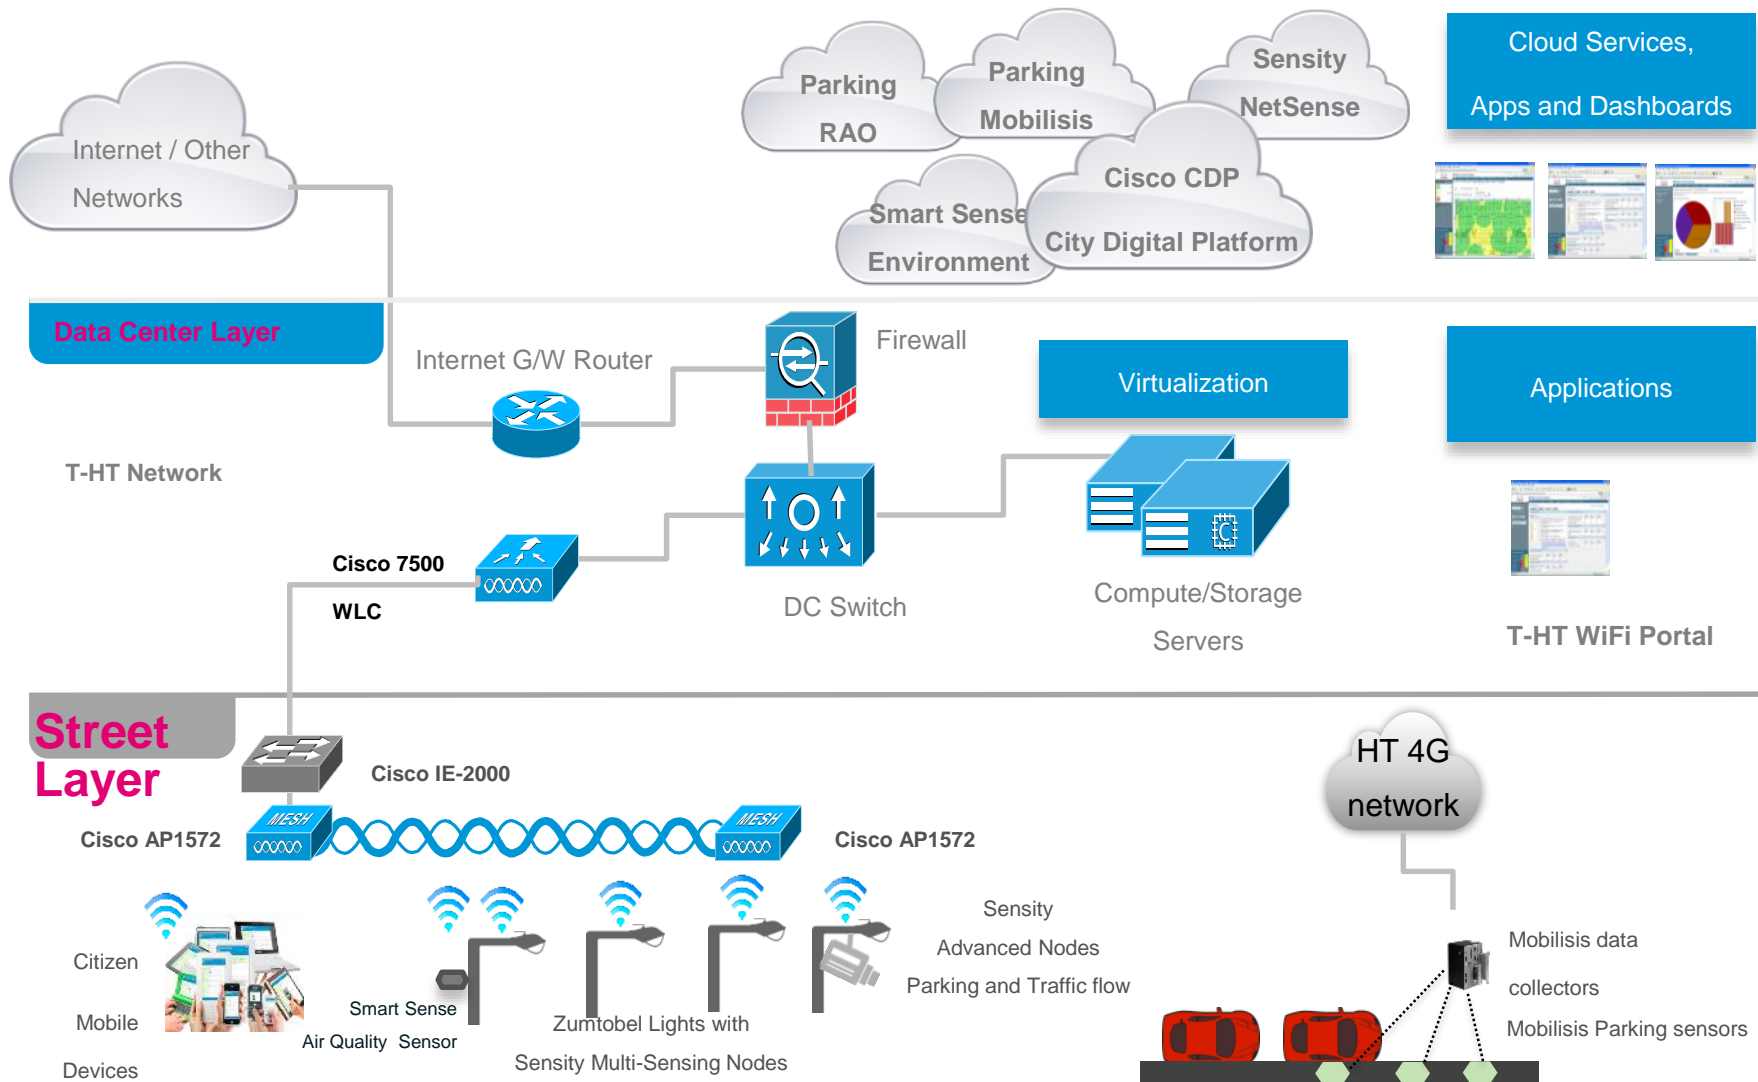 Parking
RAO
Parking
Mobilisis
Sensity
NetSense
Cloud Services,
Apps and Dashboards
Internet / Other
Networks
Smart Sense
Environment
Cisco CDP
City Digital Platform
Data Center Layer
Internet G/W Router
Firewall
Virtualization
Applications
T-HT Network
Cisco 7500
WLC
DC Switch
Compute/Storage
Servers
T-HT WiFi Portal
Street
Layer
Cisco IE-2000
HT 4G
network
MESH
MESH
Cisco AP1572
Cisco AP1572
Citizen
Mobile
Devices
Smart Sense
Air Quality Sensor
Zumtobel Lights with
Sensity Multi-Sensing Nodes
Sensity
Advanced Nodes
Parking and Traffic flow
Mobilisis data
collectors
Mobilisis Parking sensors
C